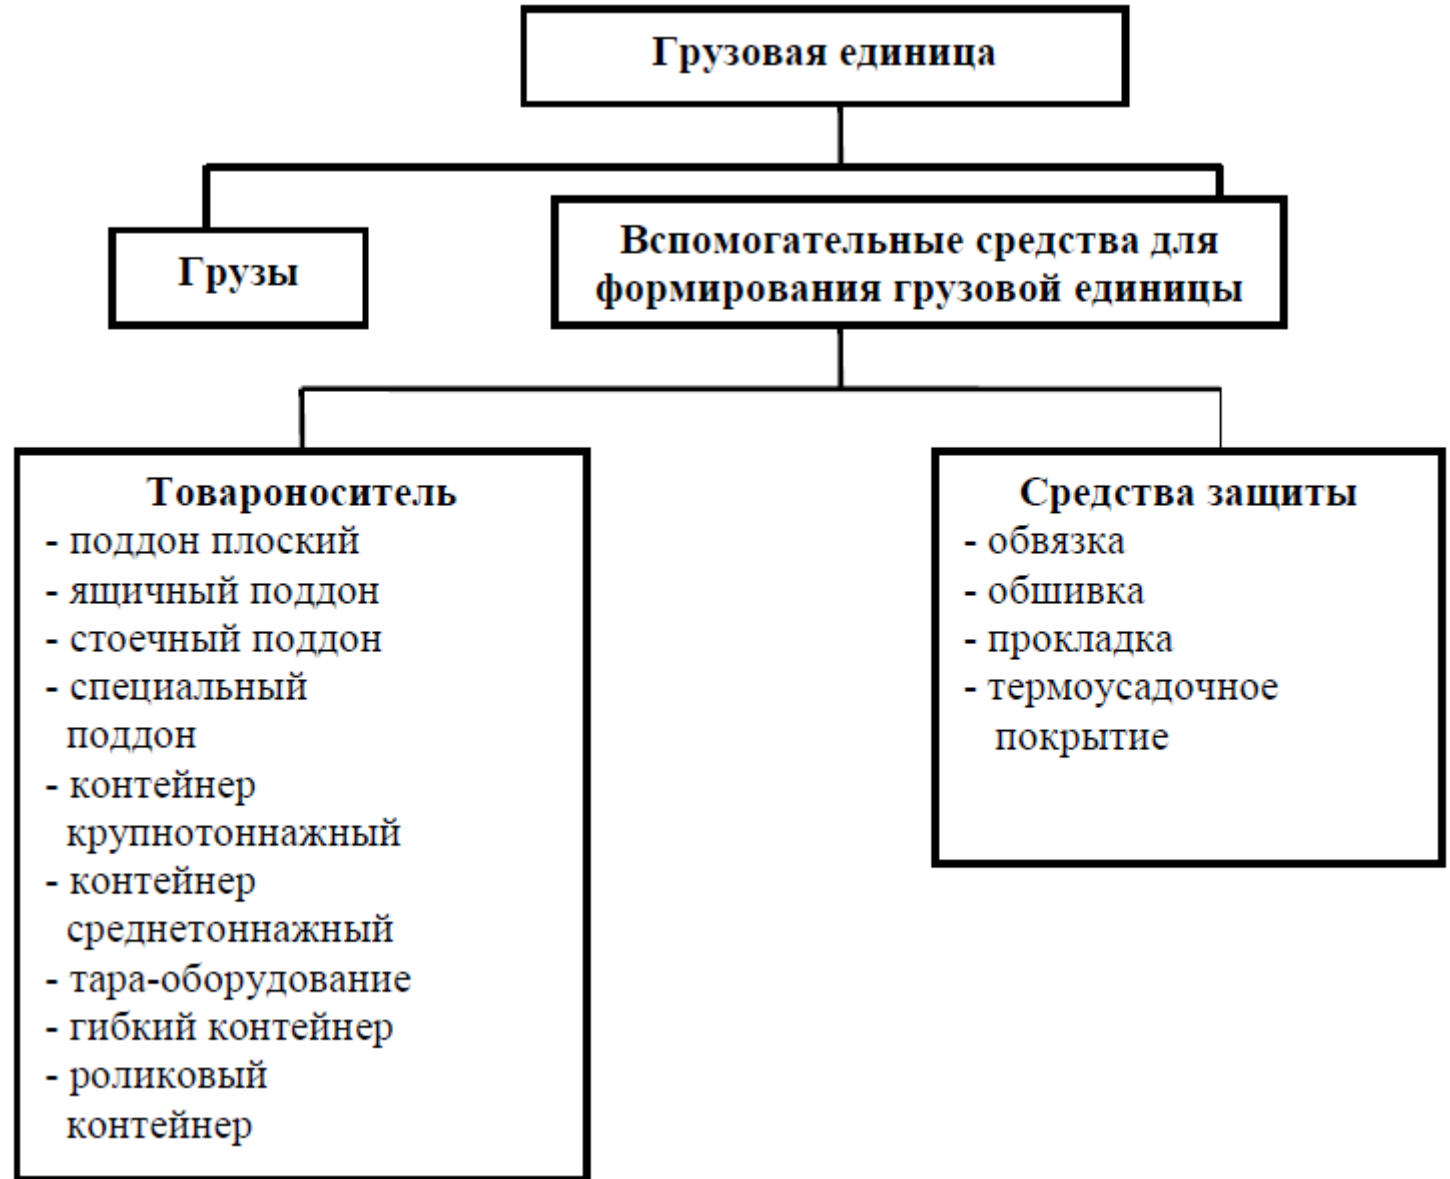 Грузовая единица
Грузы
Вспомогательные средства для
формирования грузовой единицы
Товароноситель
- поддон плоский
- ящичный поддон
- стоечный поддон
- специальный
поддон
- контейнер
крупнотоннажный
- контейнер
среднетоннажный
- тара-оборудование
- гибкий контейнер
- роликовый
контейнер
Средства защиты
- обвязка
- обшивка
- прокладка
- термоусадочное
покрытие